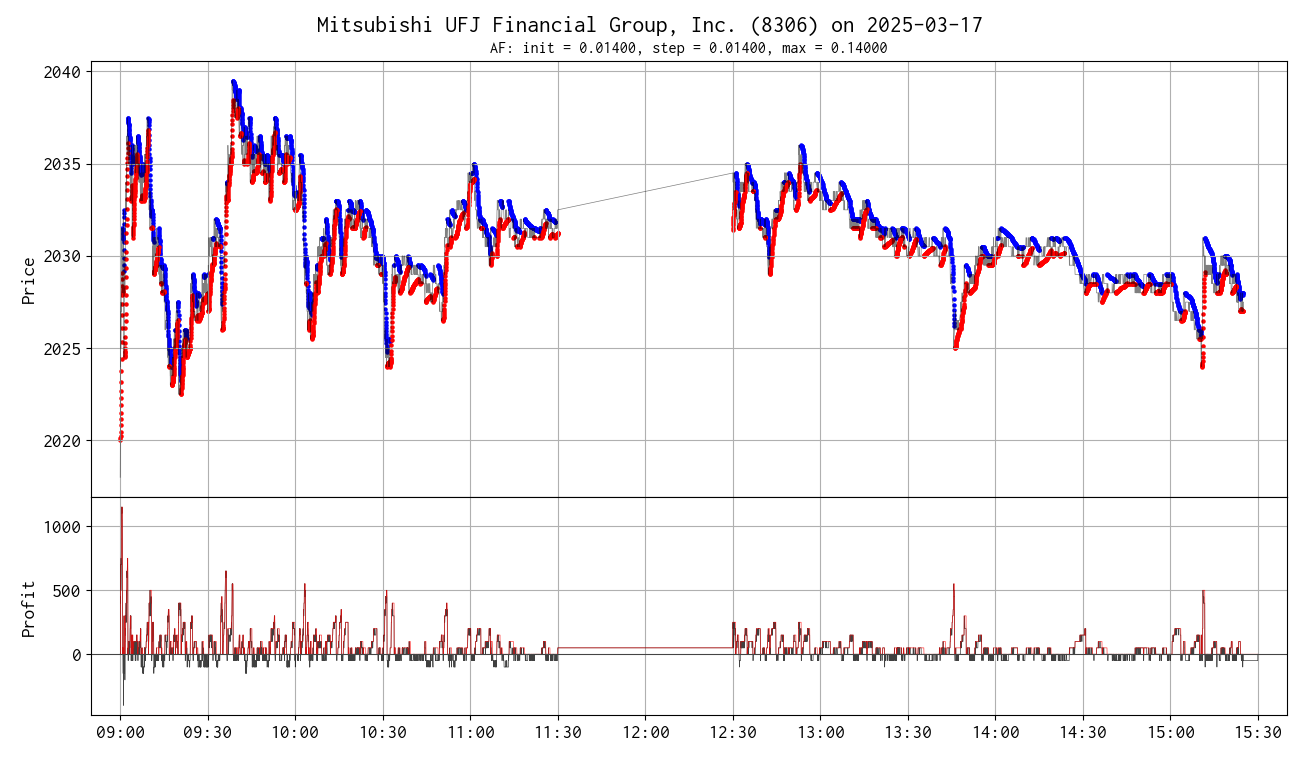 Mitsubishi UFJ Financial Group, Inc. (8306) on 2025-03-17
AF: init = 0.01400, step = 0.01400, max = 0.14000
2040
2035
2030
2025
2020
Price
1000
500
0
Profit
09:00 09:30 10:00 10:30 11:00 11:30 12:00 12:30 13:00 13:30 14:00 14:30 15:00 15:30